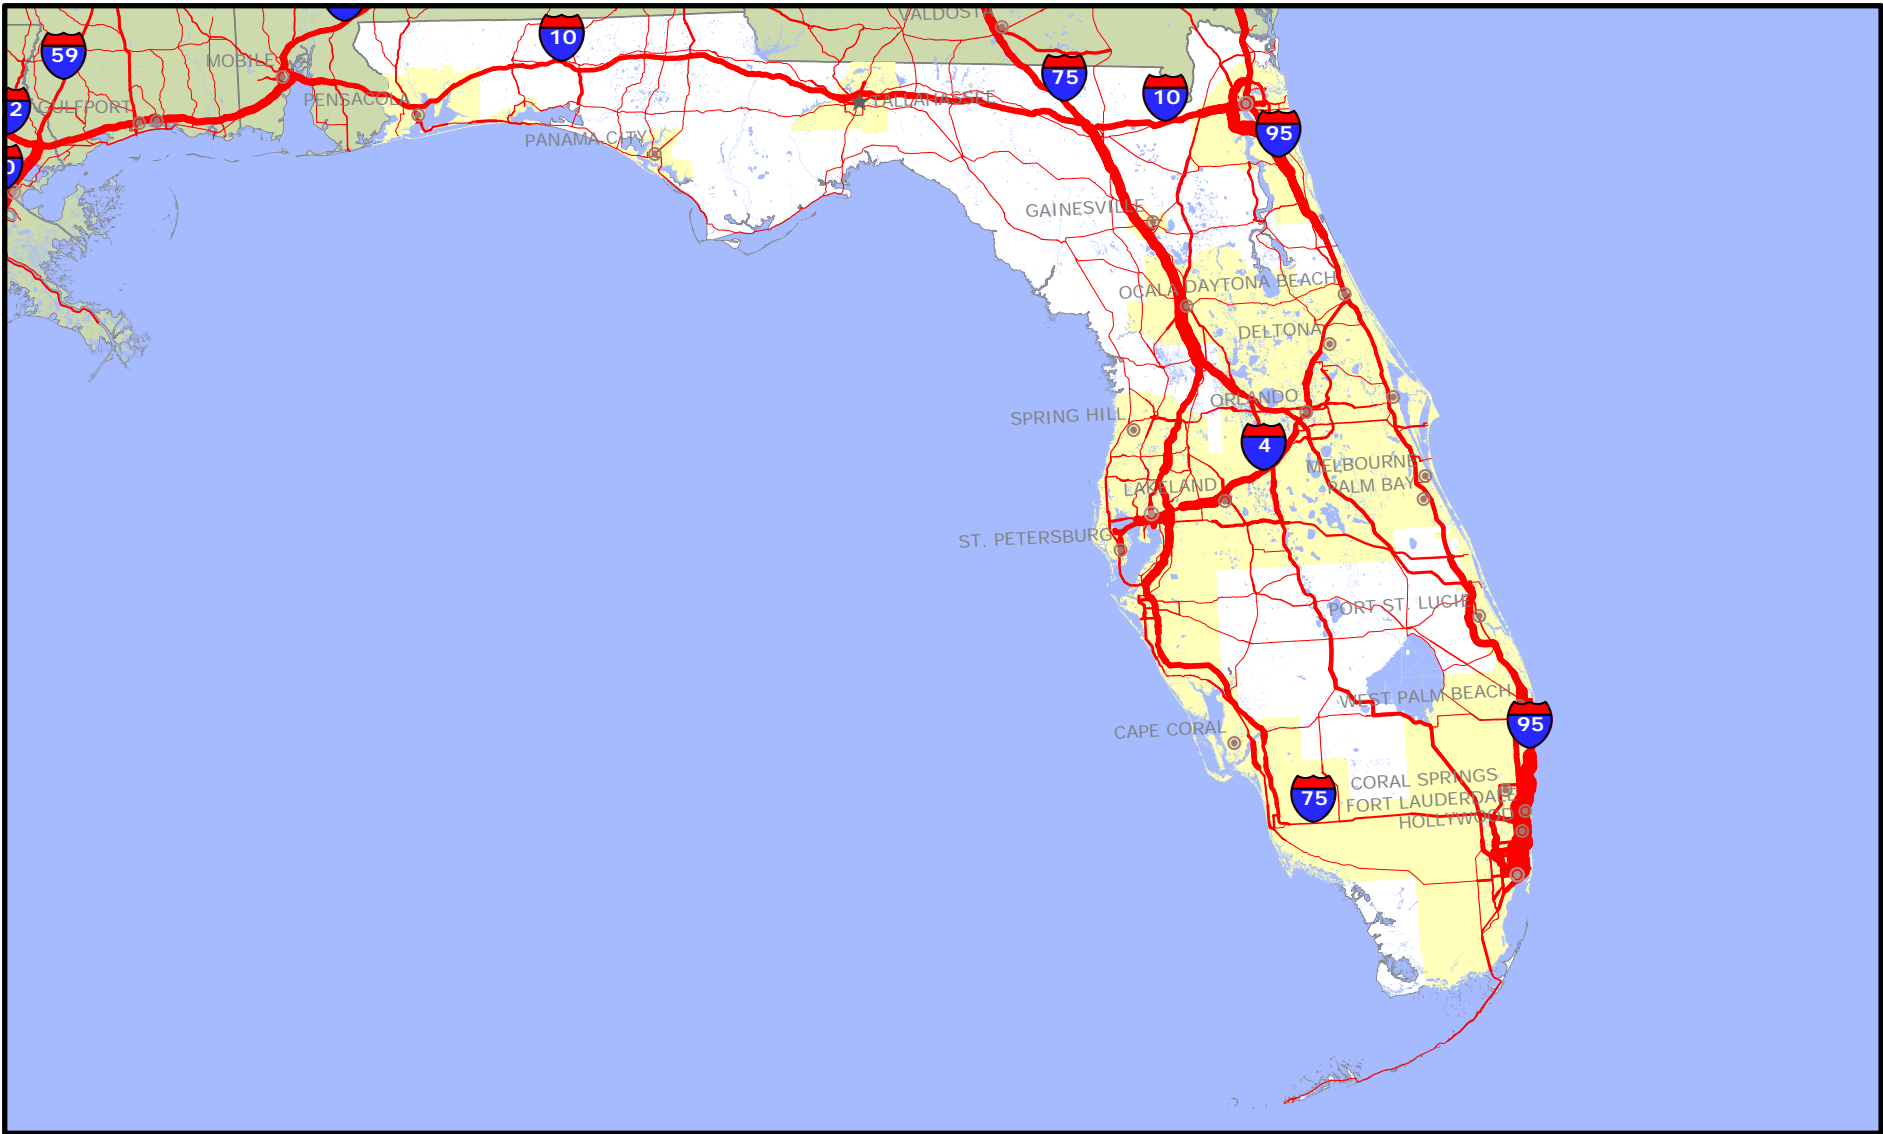 VALDOSTA
59
10
MOBILE
75
10
2
GULFPORT
PENSACOLA
TALLAHASSEE
95
PANAMA CITY
0
GAINESVILLE
OCALA
DAYTONA BEACH
DELTONA
ORLANDO
SPRING HILL
4
MELBOURNE
LAKELAND
PALM BAY
ST. PETERSBURG
PORT ST. LUCIE
WEST PALM BEACH
95
CAPE CORAL
CORAL SPRINGS
75
FORT LAUDERDALE
HOLLYWOOD